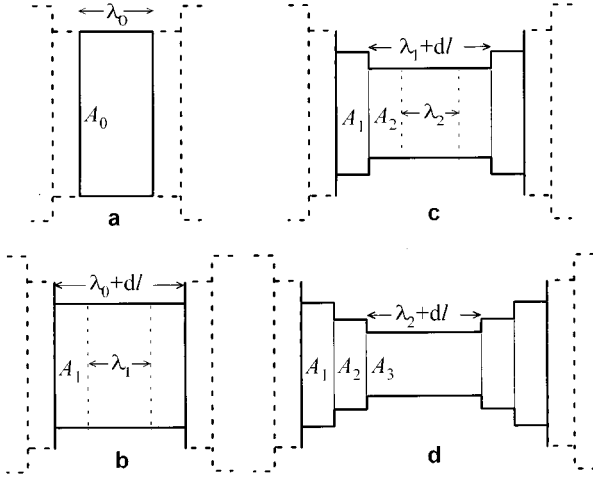 λ₀
A₀
a
λ₁+dl
A₁ A₂ λ₂
c
λ₀+dl
A₁ λ₁
b
λ₂+dl
A₁ A₂ A₃
d